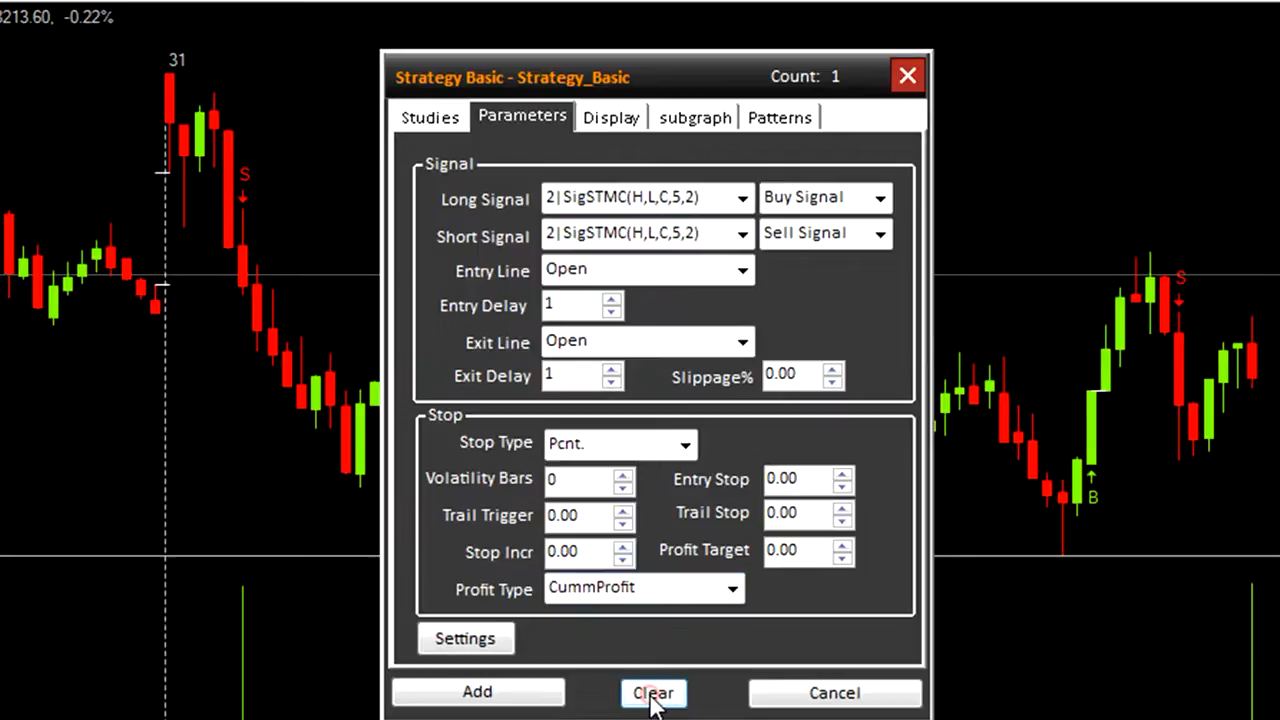 3213.60, -0.22%
31
S
Strategy Basic - Strategy_Basic Count: 1
Studies Parameters Display subgraph Patterns
Signal
Long Signal 2|SigSTMC(H,L,C,5,2) Buy Signal
Short Signal 2|SigSTMC(H,L,C,5,2) Sell Signal
Entry Line Open
Entry Delay 1
Exit Line Open
Exit Delay 1 Slippage% 0.00
Stop
Stop Type Pcnt.
Volatility Bars 0 Entry Stop 0.00
Trail Trigger 0.00 Trail Stop 0.00
Stop Incr 0.00 Profit Target 0.00
Profit Type CummProfit
Settings
Add Clear Cancel
S
B